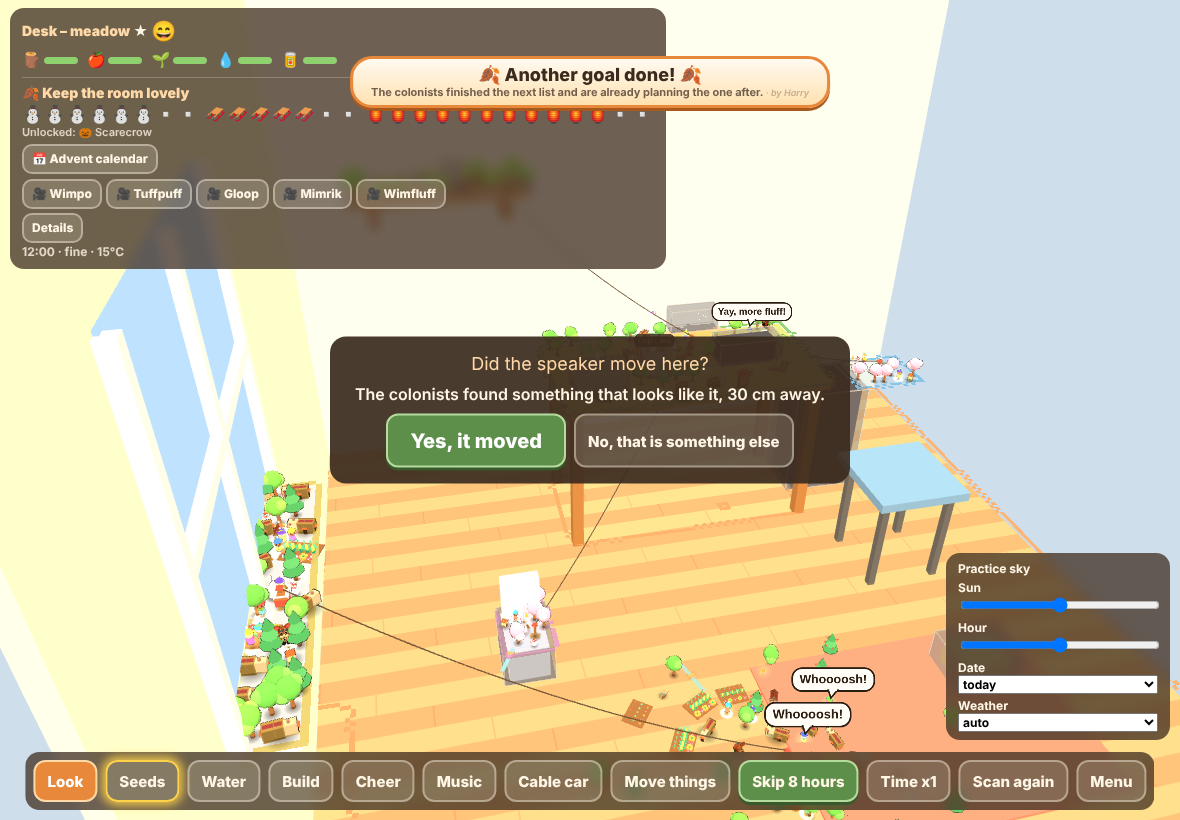 Desk – meadow ★
Another goal done!
The colonists finished the next list and are already planning the one after. · by Harry
Keep the room lovely
Unlocked: Scarecrow
Advent calendar
Wimpo
Tuffpuff
Gloop
Mimrik
Wimfluff
Details
12:00 · fine · 15°C
Yay, more fluff!
Did the speaker move here?
The colonists found something that looks like it, 30 cm away.
Yes, it moved
No, that is something else
Practice sky
Sun
Hour
Date
today
Weather
auto
Whoooosh!
Whoooosh!
Look
Seeds
Water
Build
Cheer
Music
Cable car
Move things
Skip 8 hours
Time x1
Scan again
Menu